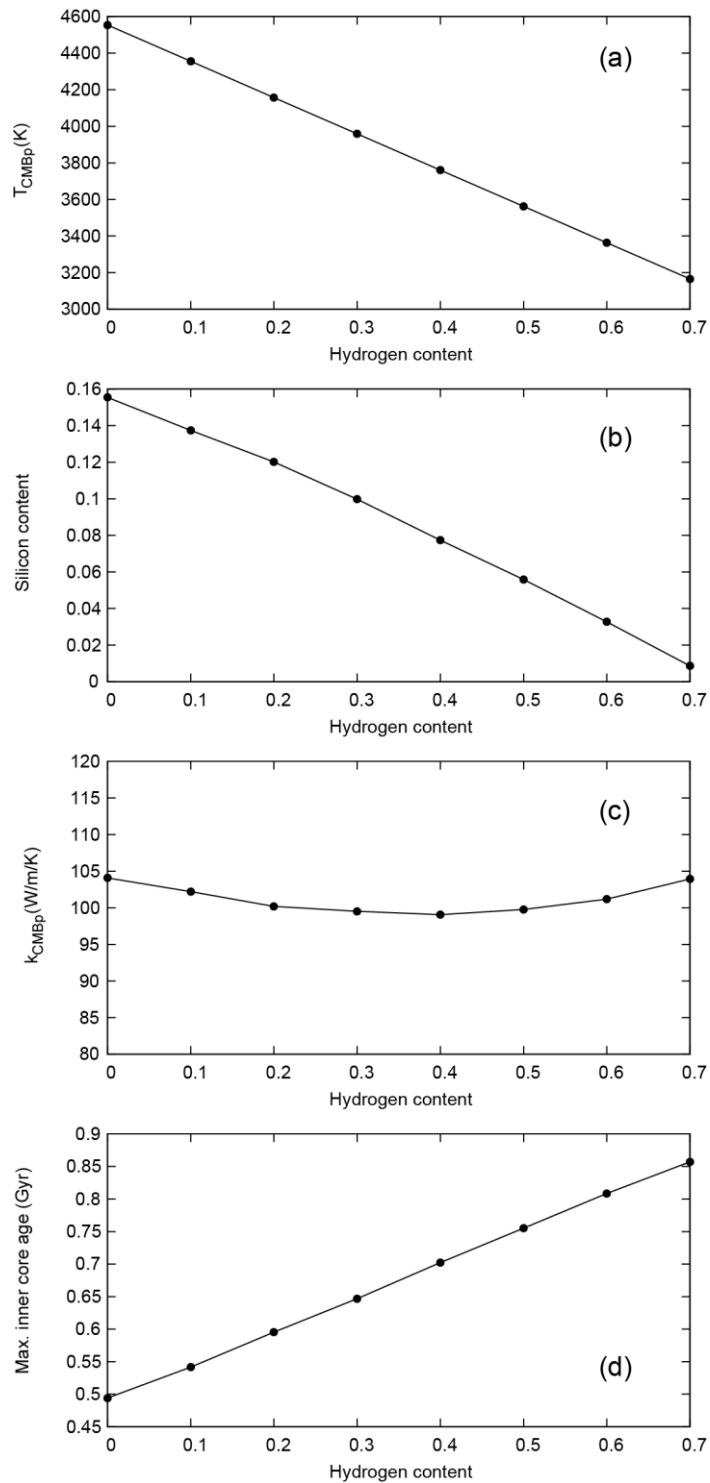 4600
4400
4200
4000
3800
3600
3400
3200
3000
T_CMBp(K)
(a)
0 0.1 0.2 0.3 0.4 0.5 0.6 0.7
Hydrogen content
0.16
0.14
0.12
0.1
0.08
0.06
0.04
0.02
0
Silicon content
(b)
0 0.1 0.2 0.3 0.4 0.5 0.6 0.7
Hydrogen content
120
115
110
105
100
95
90
85
80
k_CMBp(W/m/K)
(c)
0 0.1 0.2 0.3 0.4 0.5 0.6 0.7
Hydrogen content
0.9
0.85
0.8
0.75
0.7
0.65
0.6
0.55
0.5
0.45
Max. inner core age (Gyr)
(d)
0 0.1 0.2 0.3 0.4 0.5 0.6 0.7
Hydrogen content